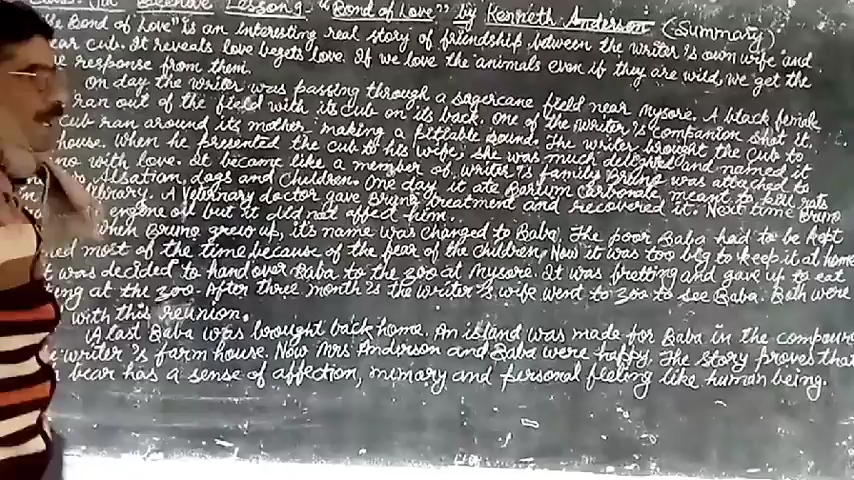 Lesson 9 "Bond of Love" by Kenneth Anderson (Summary)
Bond of Love" is an interesting real story of friendship between the writer's own wife and
cub. It reveals love begets love. If we love the animals even if they are wild, we get the
response from them.
on day the writer was passing through a sugercane field near Mysore. A black female
ran out of the field with its cub on its back. One of the writer's companion shot it.
cub ran around its mother making a pitiable sound. The writer brought the cub to
house. When he presented the cub to his wife, she was much delighted and named it
with love. It became like a member of writer's family Bruno was attached to
Alsation, dogs and children. One day it ate Barium Carbonate meant to kill rats
library. A Veterinary doctor gave Bruno treatment and recovered it. Next time Bruno
engine oil but it did not affect him..
When Bruno grew up, it's name was changed to Baba. The poor Baba had to be kept
most of the time because of the fear of the children. Now it was too big to keep it at home
was decided to hand over Baba to the zoo at Mysore. It was fretting and gave up to eat
at the zoo. After three month's the writer's wife went to zoo to see Baba. Both were
with this reunion.
A last Baba was brought back home. An island was made for Baba in the compound
writer's farm house. Now Mrs Anderson and Baba were happy. The story proves that
bear has a sense of affection, memory and personal feeling like human being.